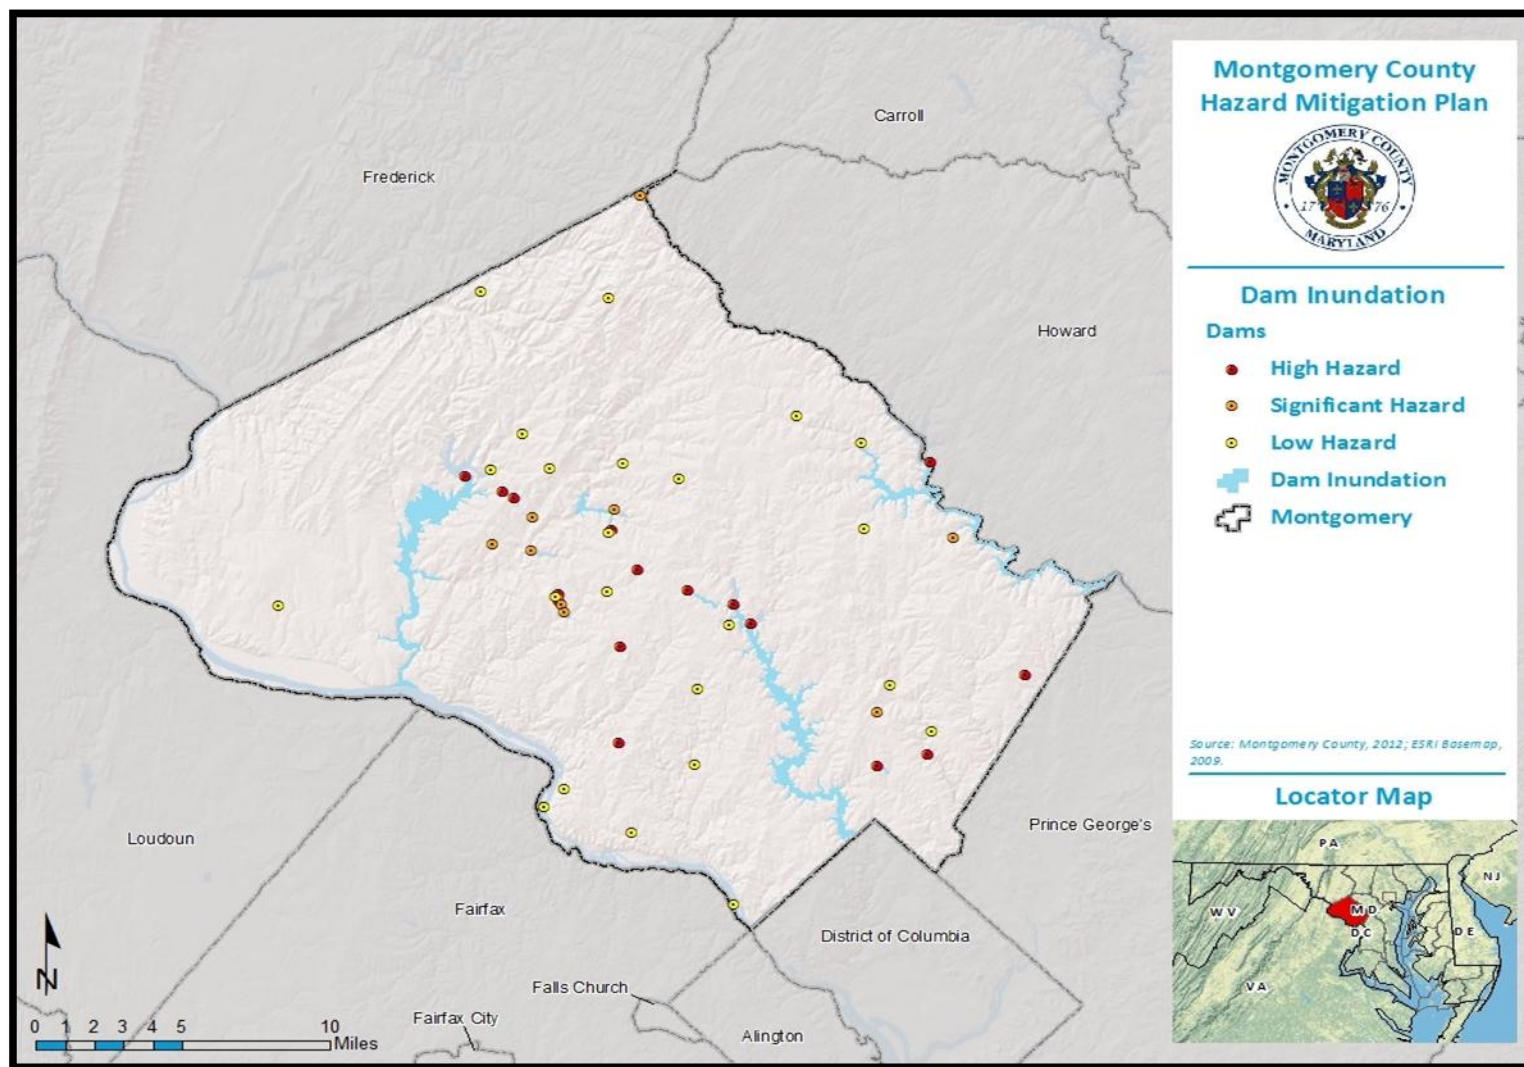 Montgomery County
Hazard Mitigation Plan
MONTGOMERY COUNTY
17 76
MARYLAND
Dam Inundation
Dams
High Hazard
Significant Hazard
Low Hazard
Dam Inundation
Montgomery
Source: Montgomery County, 2012; ESRI Basemap,
2009.
Locator Map
PA
NJ
WV
MD
DC
DE
VA
Carroll
Frederick
Howard
Prince George's
Loudoun
Fairfax
District of Columbia
Falls Church
Fairfax City
Alington
N
0 1 2 3 4 5 10
Miles